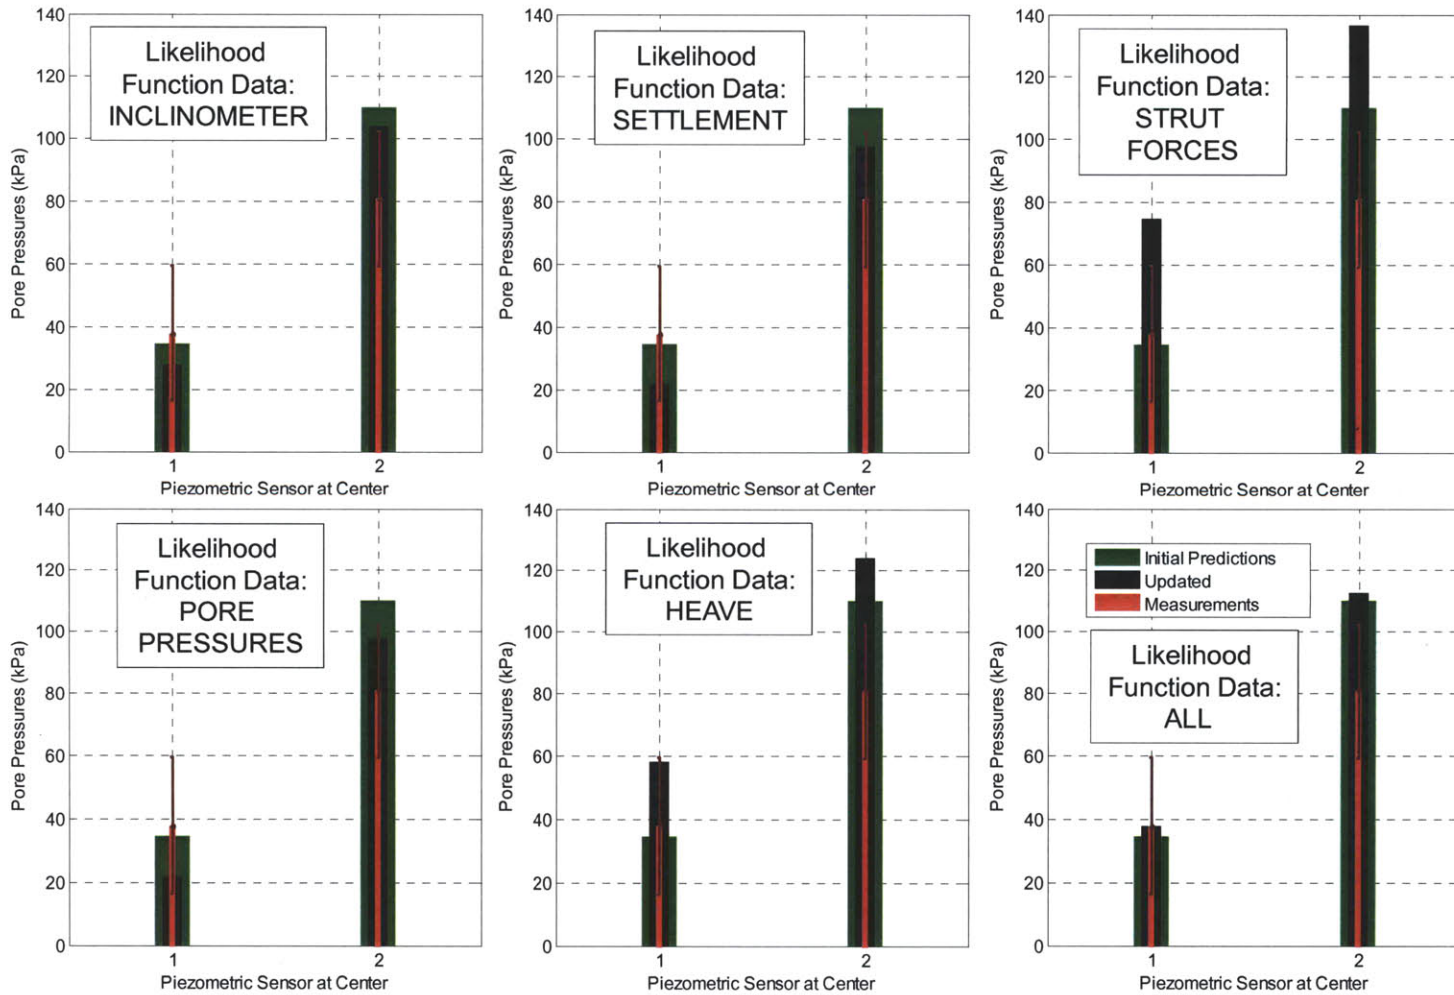 140
120
100
80
60
40
20
0
Pore Pressures (kPa)
Likelihood
Function Data:
INCLINOMETER
1
2
Piezometric Sensor at Center
140
120
100
80
60
40
20
0
Pore Pressures (kPa)
Likelihood
Function Data:
SETTLEMENT
1
2
Piezometric Sensor at Center
140
120
100
80
60
40
20
0
Pore Pressures (kPa)
Likelihood
Function Data:
STRUT
FORCES
1
2
Piezometric Sensor at Center
140
120
100
80
60
40
20
0
Pore Pressures (kPa)
Likelihood
Function Data:
PORE
PRESSURES
1
2
Piezometric Sensor at Center
140
120
100
80
60
40
20
0
Pore Pressures (kPa)
Likelihood
Function Data:
HEAVE
1
2
Piezometric Sensor at Center
140
120
100
80
60
40
20
0
Pore Pressures (kPa)
Initial Predictions
Updated
Measurements
Likelihood
Function Data:
ALL
1
2
Piezometric Sensor at Center